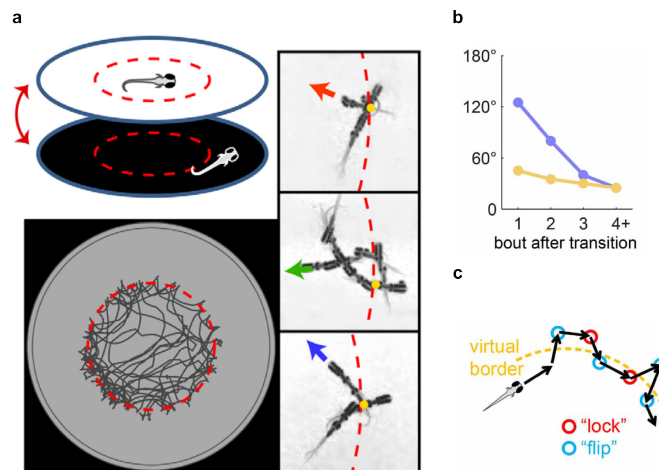 a
b
180°
120°
60°
0
1 2 3 4+
bout after transition
c
virtual
border
“lock”
“flip”